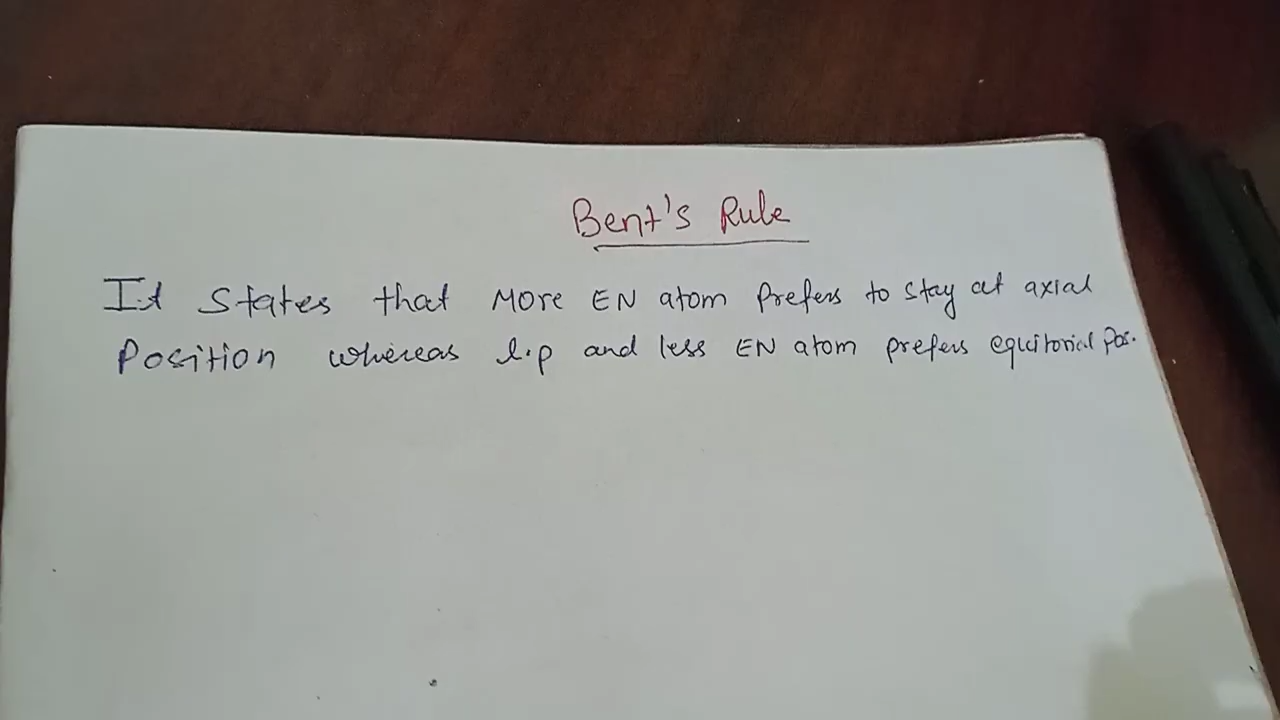 Bent's Rule
It states that MORE EN atom Prefers to stay at axial
Position whereas l.p and less EN atom prefers equitorial Pos.